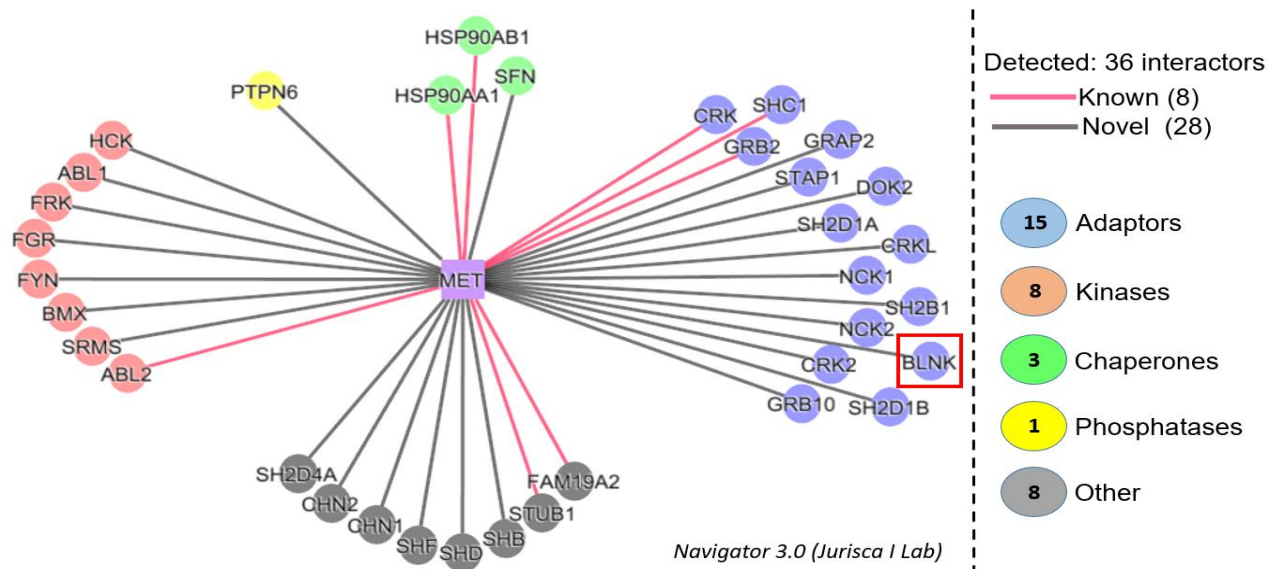 HSP90AB1
SFN
HSP90AA1
PTPN6
HCK
ABL1
FRK
FGR
FYN
BMX
SRMS
ABL2
MET
CRK
SHC1
GRB2
GRAP2
STAP1
DOK2
SH2D1A
CRKL
NCK1
SH2B1
NCK2
BLNK
CRK2
GRB10
SH2D1B
SH2D4A
CHN2
CHN1
SHF
SHD
SHB
STUB1
FAM19A2
Navigator 3.0 (Jurisca I Lab)
Detected: 36 interactors
Known (8)
Novel (28)
15 Adaptors
8 Kinases
3 Chaperones
1 Phosphatases
8 Other